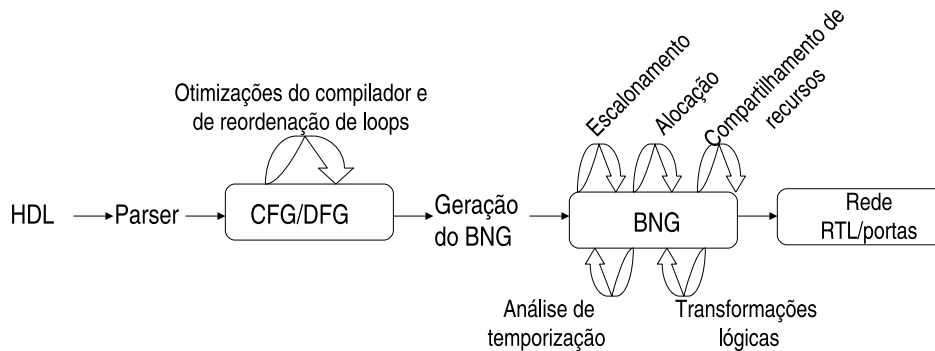 Otimizações do compilador e
de reordenação de loops
Escalonamento
Alocação
Compartilhamento de
recursos
HDL
Parser
CFG/DFG
Geração
do BNG
BNG
Rede
RTL/portas
Análise de
temporização
Transformações
lógicas